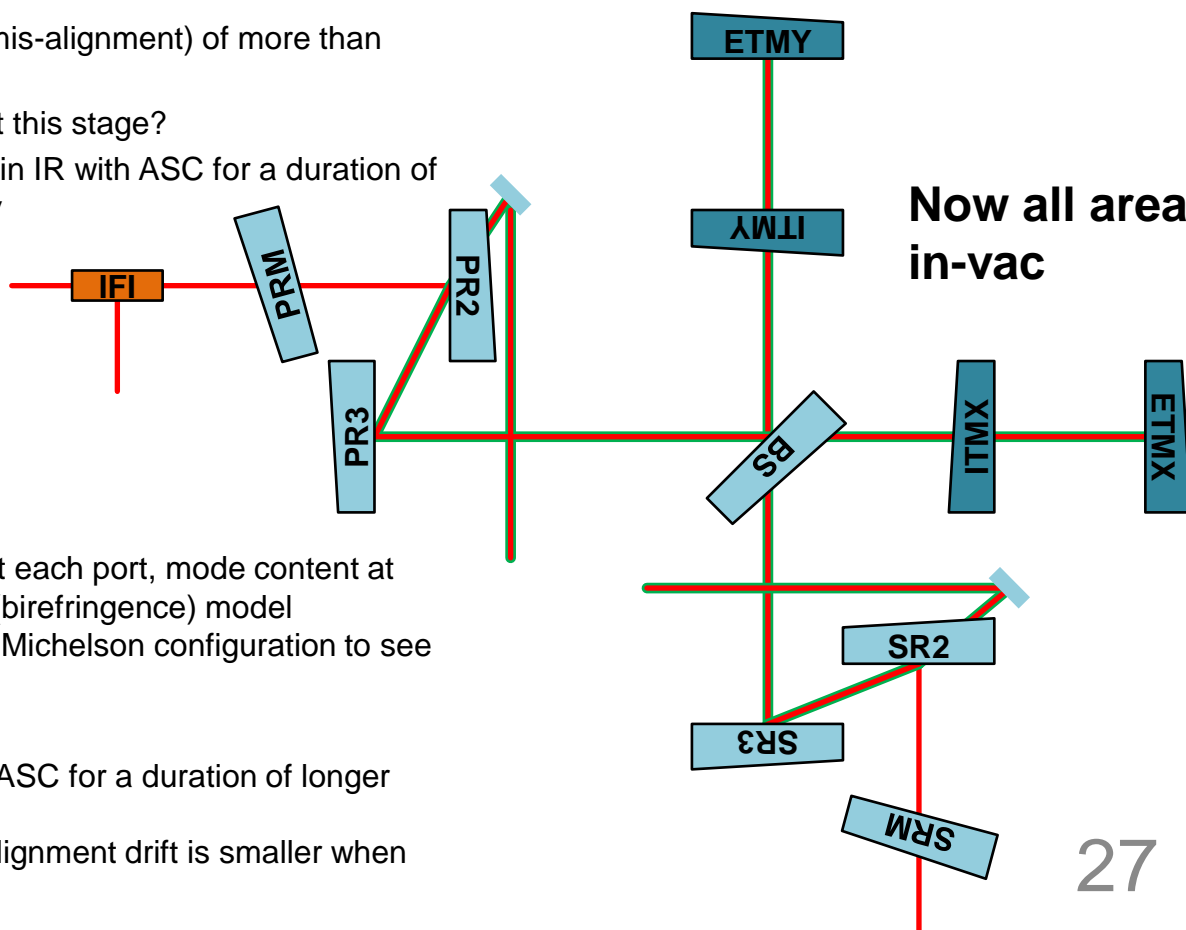 nis-alignment) of more than
t this stage?
in IR with ASC for a duration of
t each port, mode content at
(birefringence) model
Michelson configuration to see
ASC for a duration of longer
lignment drift is smaller when
ETMY
ITMY
Now all area
in-vac
IFI
PRM
PR2
PR3
BS
ITMX
ETMX
SR2
SR3
SRM
27